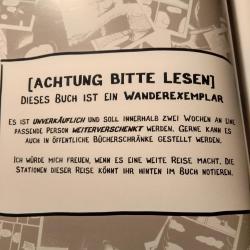 [ACHTUNG BITTE LESEN]
DIESES BUCH IST EIN WANDEREXEMPLAR
ES IST UNVERKÄUFLICH UND SOLL INNERHALB ZWEI WOCHEN AN EINE
PASSENDE PERSON WEITERVERSCHENKT WERDEN. GERNE KANN ES
AUCH IN ÖFFENTLICHE BÜCHERSCHRÄNKE GESTELLT WERDEN.
ICH WÜRDE MICH FREUEN, WENN ES EINE WEITE REISE MACHT. DIE
STATIONEN DIESER REISE KÖNNT IHR HINTEN IM BUCH NOTIEREN.